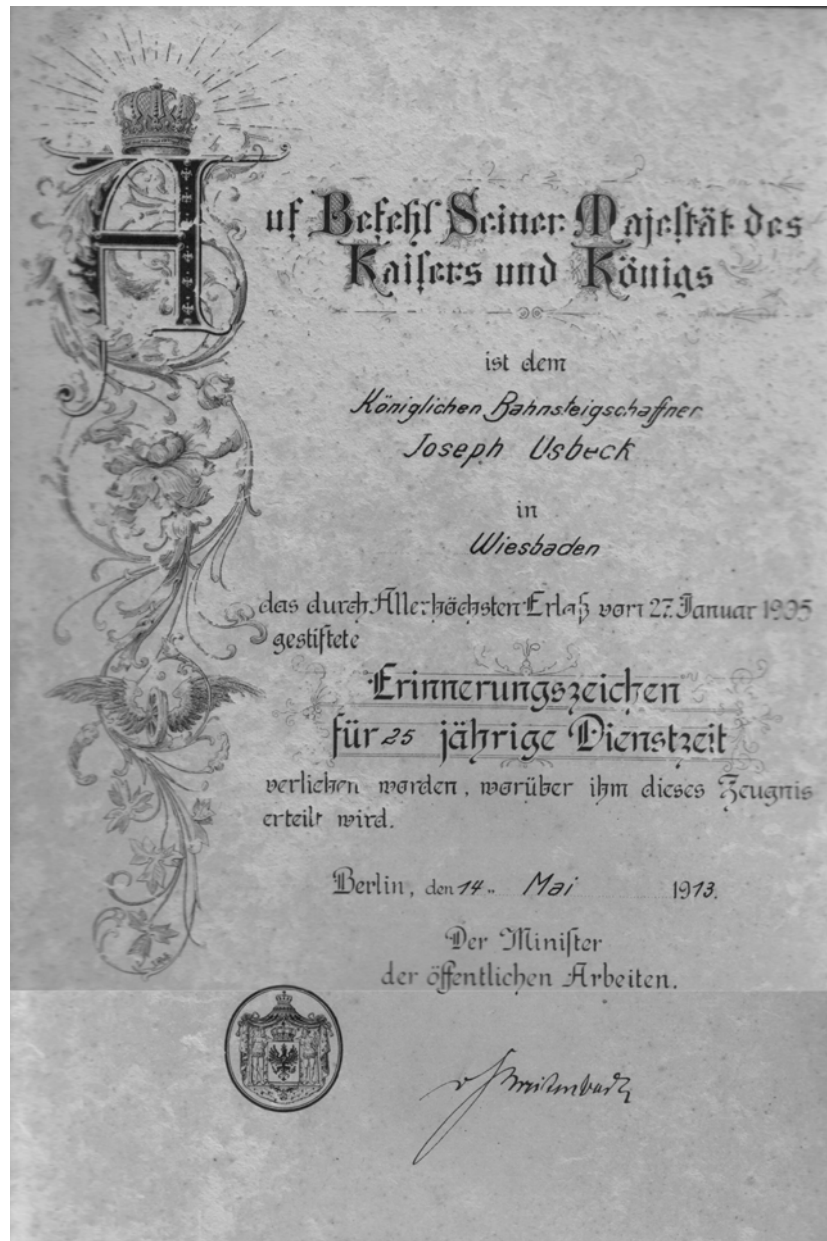 Auf Befehl Seiner Majestät des
Kaisers und Königs
ist dem
Königlichen Bahnsteigschaffner
Joseph Usbeck
in
Wiesbaden
das durch Allerhöchsten Erlaß vom 27. Januar 1905
gestiftete
Erinnerungszeichen
für 25 jährige Dienstzeit
verliehen worden, worüber ihm dieses Zeugnis
erteilt wird.
Berlin, den 14. Mai 1913.
Der Minister
der öffentlichen Arbeiten.
v Breitenbach